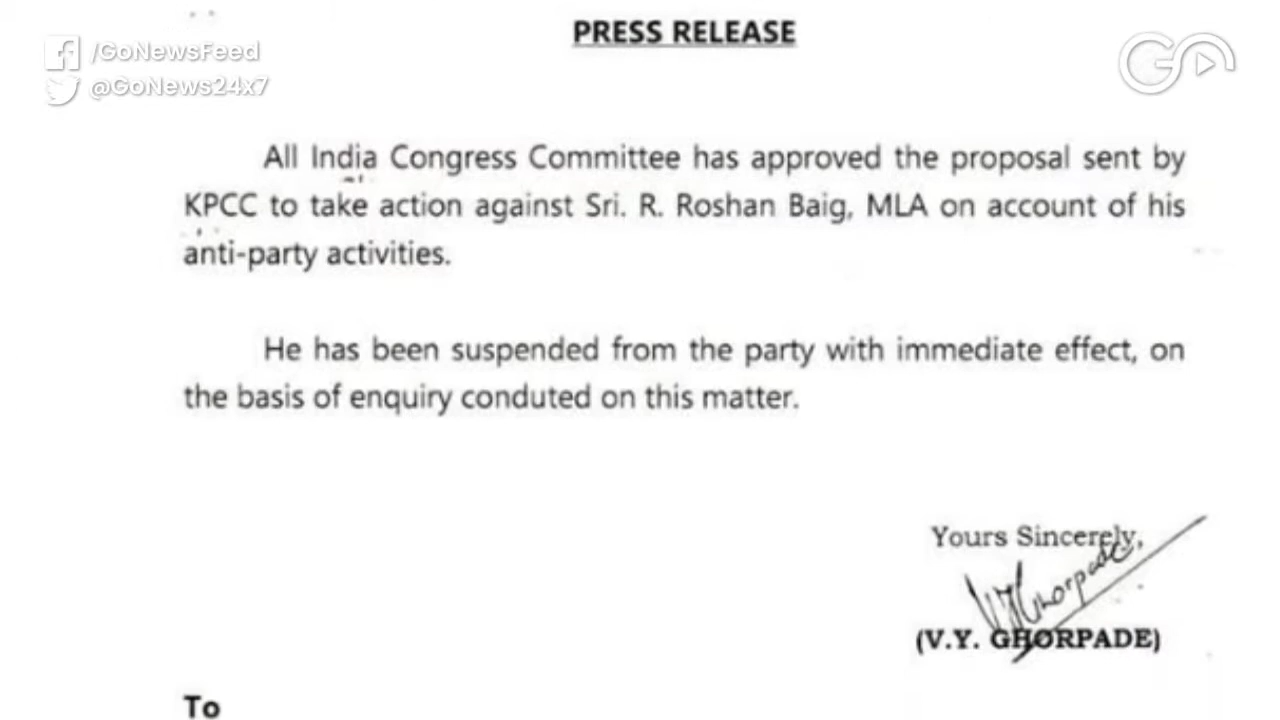 /GoNewsFeed
@GoNews24x7
PRESS RELEASE
All India Congress Committee has approved the proposal sent by
KPCC to take action against Sri. R. Roshan Baig, MLA on account of his
anti-party activities.
He has been suspended from the party with immediate effect, on
the basis of enquiry conduted on this matter.
Yours Sincerely,
VYGhorpade
(V.Y. GHORPADE)
To